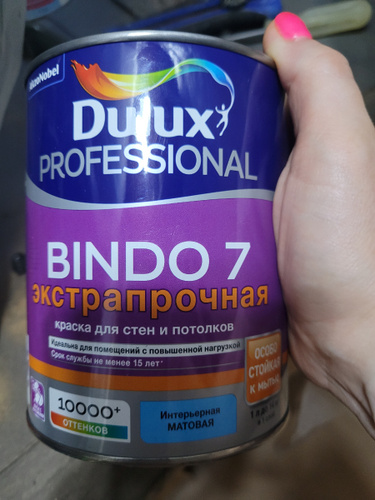 AkzoNobel
Dulux
PROFESSIONAL
BINDO 7
экстрапрочная
краска для стен и потолков
Идеальна для помещений с повышенной нагрузкой
Срок службы не менее 15 лет*
ОСОБО
СТОЙКАЯ
К МЫТЬЮ
10000+
ОТТЕНКОВ
Интерьерная
МАТОВАЯ